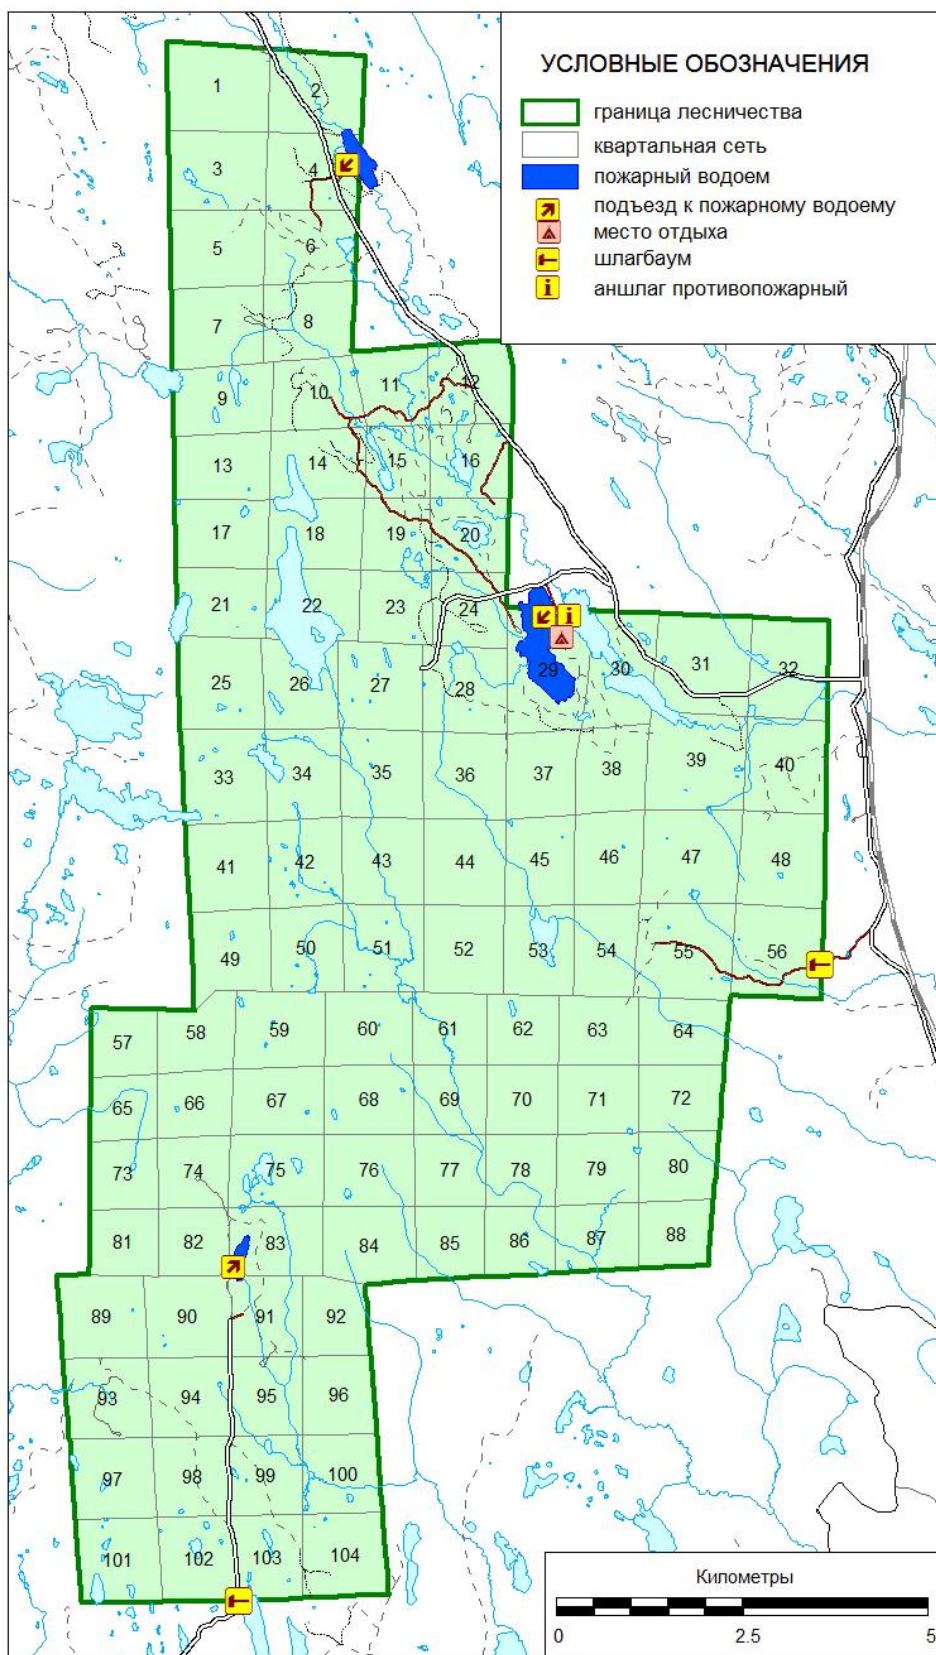 УСЛОВНЫЕ ОБОЗНАЧЕНИЯ
граница лесничества
квартальная сеть
пожарный водоем
подъезд к пожарному водоему
место отдыха
шлагбаум
i аншлаг противопожарный
1 2
3 4
5 6
7 8
9 10 11 12
13 14 15 16
17 18 19 20
21 22 23 24
i
25 26 27 28 29 30 31 32
33 34 35 36 37 38 39 40
41 42 43 44 45 46 47 48
49 50 51 52 53 54 55 56
57 58 59 60 61 62 63 64
65 66 67 68 69 70 71 72
73 74 75 76 77 78 79 80
81 82 83 84 85 86 87 88
89 90 91 92
93 94 95 96
97 98 99 100
101 102 103 104
Километры
0 2.5 5